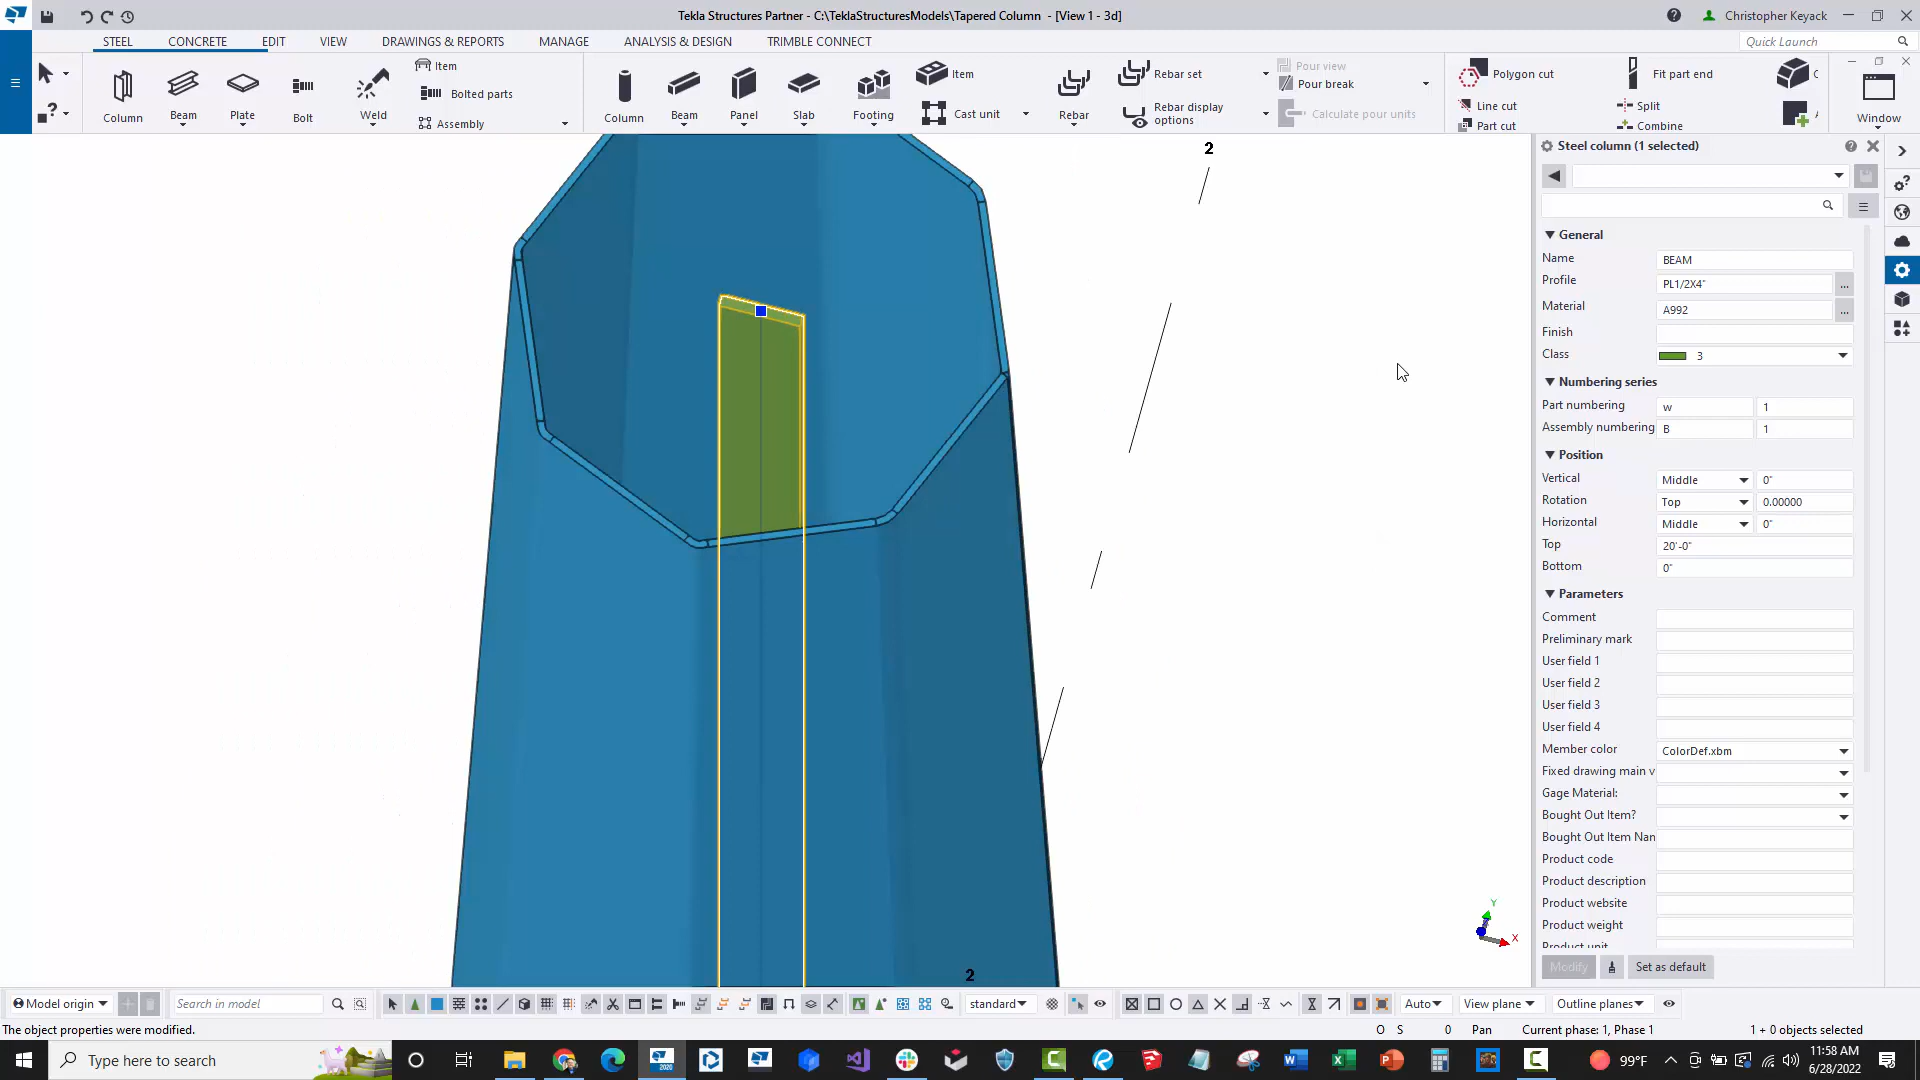 Tekla Structures Partner - C:\TeklaStructuresModels\Tapered Column - [View 1 - 3d]
Christopher Keyack
STEEL CONCRETE EDIT VIEW DRAWINGS & REPORTS MANAGE ANALYSIS & DESIGN TRIMBLE CONNECT
Quick Launch
Column
Beam
Plate
Bolt
Weld
Item
Bolted parts
Assembly
Column
Beam
Panel
Slab
Footing
Item
Cast unit
Rebar
Rebar set
Rebar display
options
Pour view
Pour break
Calculate pour units
Polygon cut
Line cut
Part cut
Fit part end
Split
Combine
Window
2
2
Y
X
Steel column (1 selected)
General
Name BEAM
Profile PL1/2X4"
...
Material A992
...
Finish
Class 3
Numbering series
Part numbering w 1
Assembly numbering B 1
Position
Vertical Middle 0"
Rotation Top 0.00000
Horizontal Middle 0"
Top 20'-0"
Bottom 0"
Parameters
Comment
Preliminary mark
User field 1
User field 2
User field 3
User field 4
Member color ColorDef.xbm
Fixed drawing main v
Gage Material:
Bought Out Item?
Bought Out Item Nan
Product code
Product description
Product website
Product weight
Product unit
Modify Set as default
Model origin Search in model standard Auto View plane Outline planes
The object properties were modified. O S 0 Pan Current phase: 1, Phase 1 1 + 0 objects selected
Type here to search
2020
99°F
11:58 AM
6/28/2022